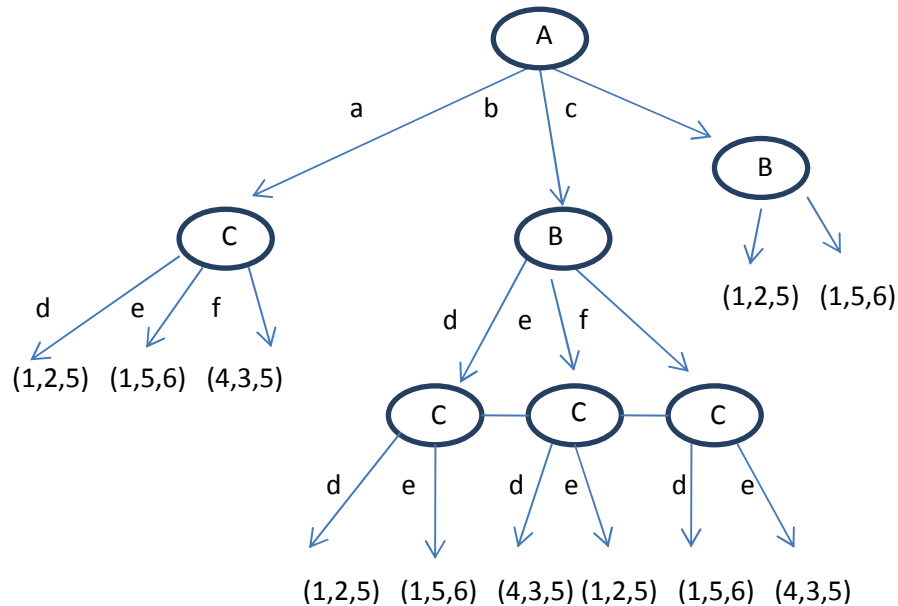 A
a b c
B
C B
(1,2,5) (1,5,6)
d e f d e f
(1,2,5) (1,5,6) (4,3,5)
C C C
d e d e d e
(1,2,5) (1,5,6) (4,3,5) (1,2,5) (1,5,6) (4,3,5)